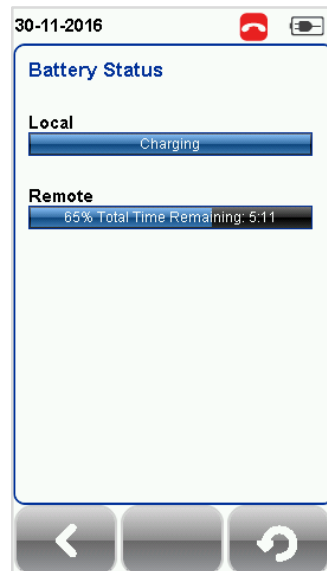 30-11-2016
Battery Status
Local
Charging
Remote
65% Total Time Remaining: 5:11